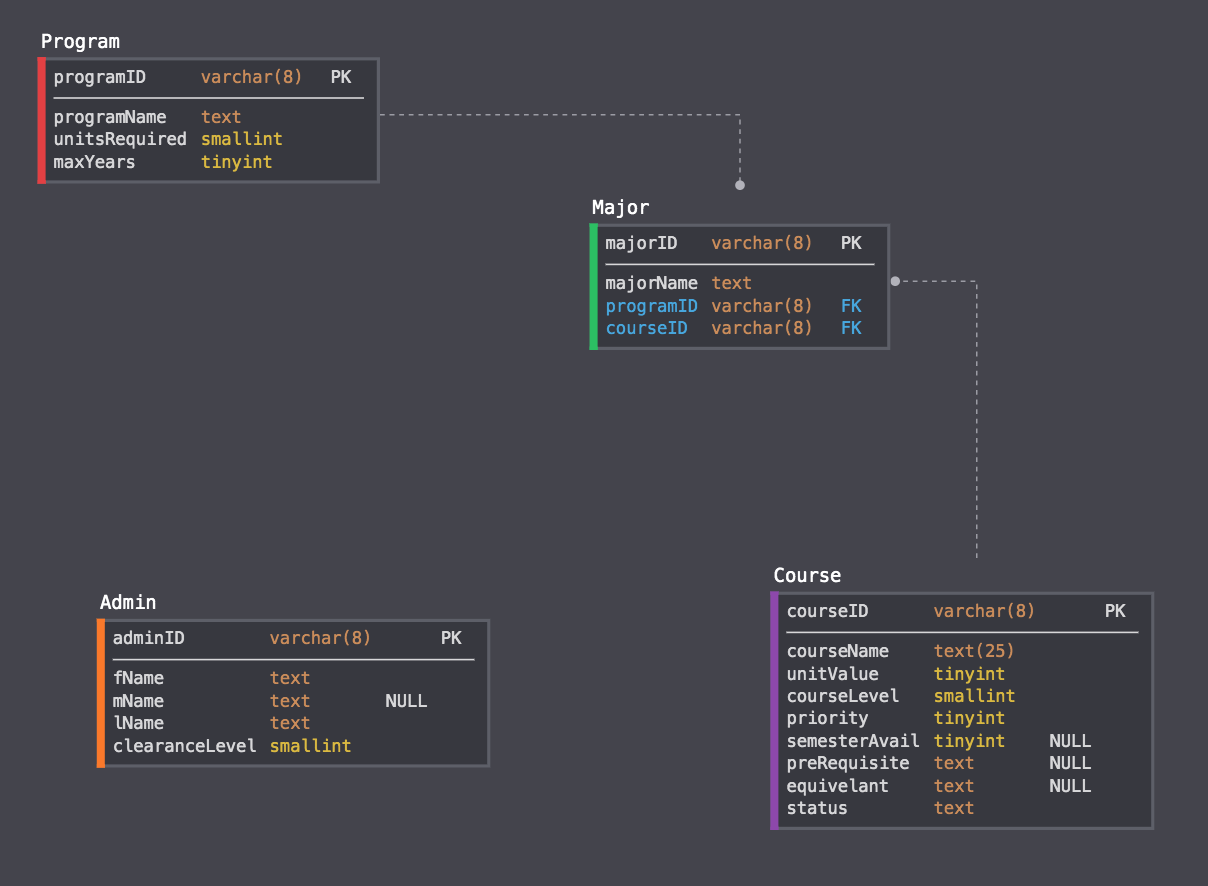 Program
programID varchar(8) PK
programName text
unitsRequired smallint
maxYears tinyint
Major
majorID varchar(8) PK
majorName text
programID varchar(8) FK
courseID varchar(8) FK
Admin
adminID varchar(8) PK
fName text
mName text NULL
lName text
clearanceLevel smallint
Course
courseID varchar(8) PK
courseName text(25)
unitValue tinyint
courseLevel smallint
priority tinyint
semesterAvail tinyint NULL
preRequisite text NULL
equivelant text NULL
status text